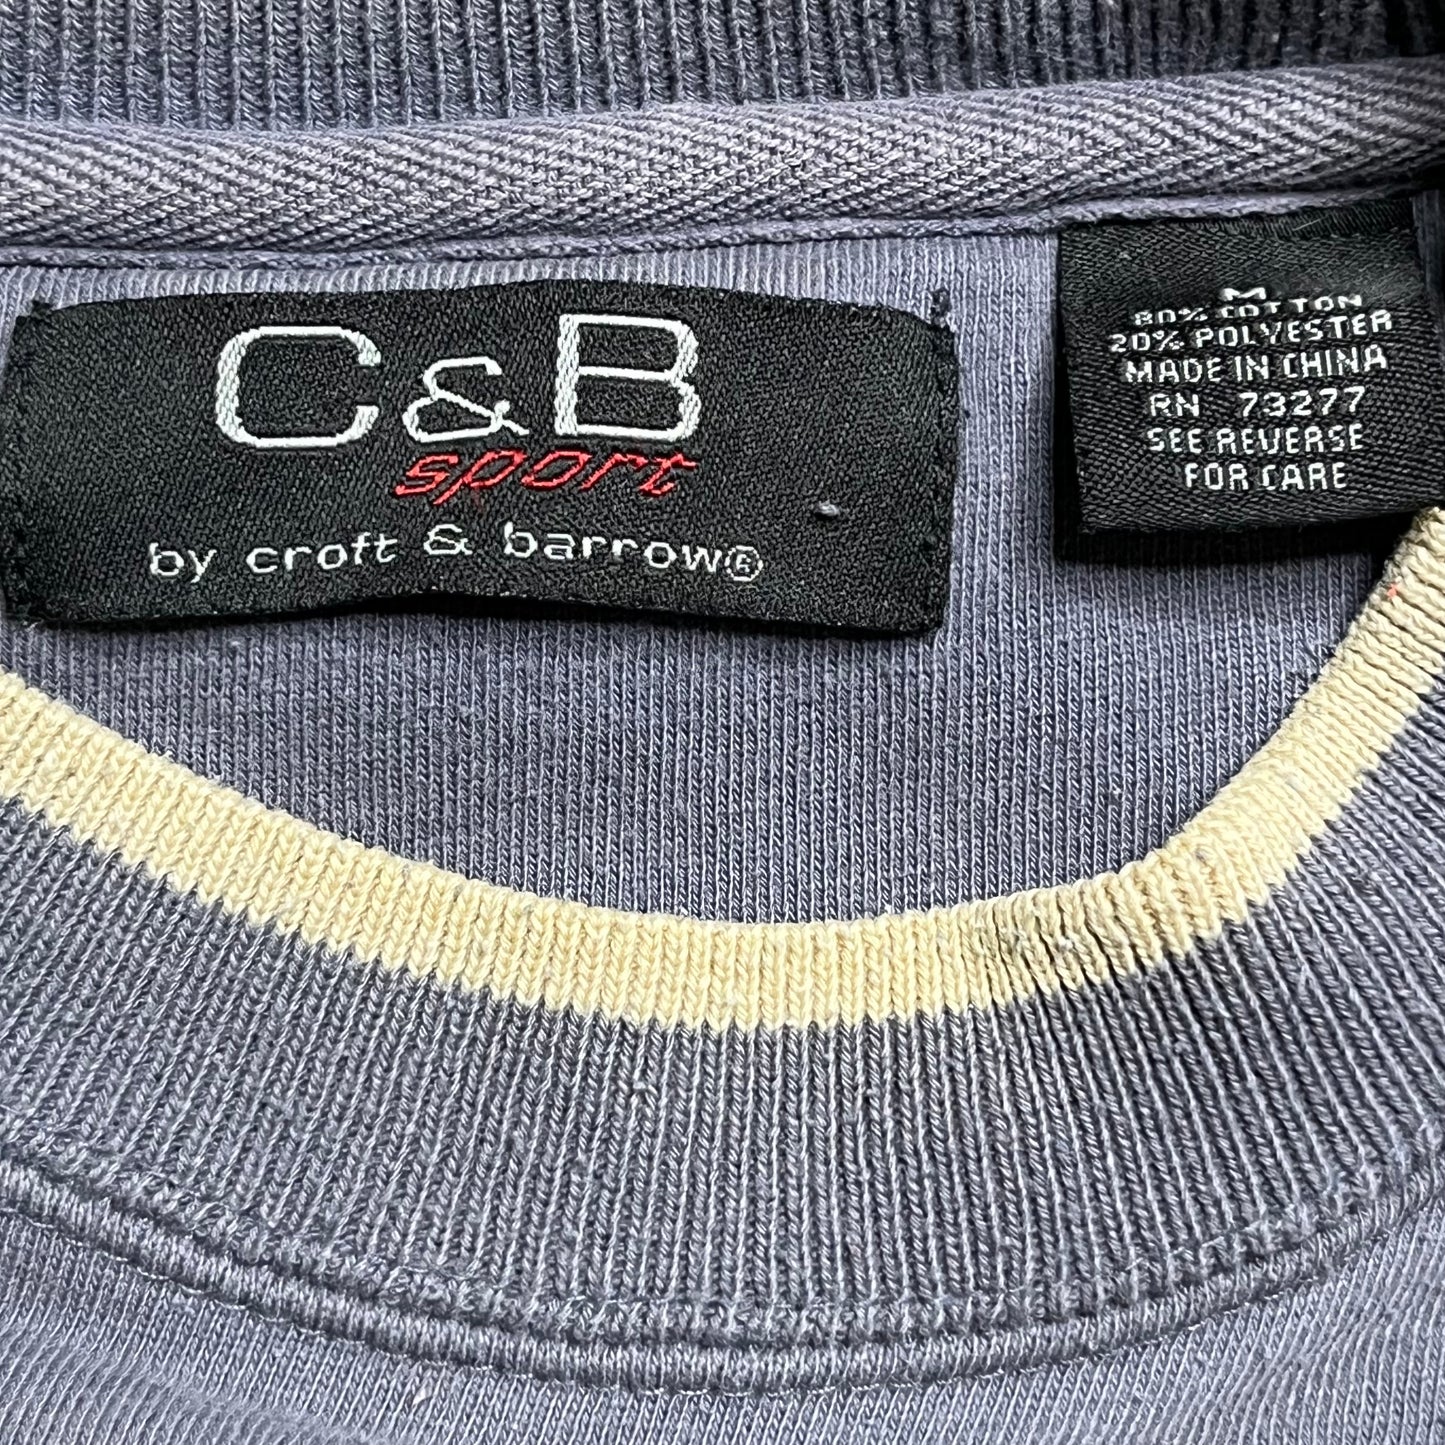 C&B
sport
by croft & barrow®
M
80% COTTON
20% POLYESTER
MADE IN CHINA
RN 73277
SEE REVERSE
FOR CARE